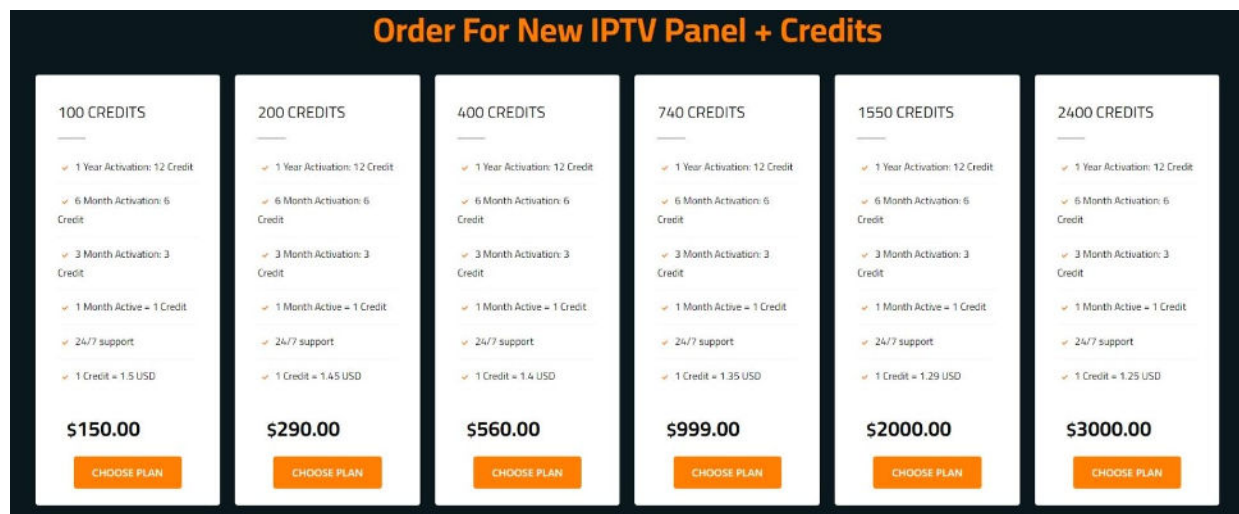 Order For New IPTV Panel + Credits
100 CREDITS
1 Year Activation: 12 Credit
6 Month Activation: 6
Credit
3 Month Activation: 3
Credit
1 Month Active = 1 Credit
24/7 support
1 Credit = 1.5 USD
$150.00
CHOOSE PLAN
200 CREDITS
1 Year Activation: 12 Credit
6 Month Activation: 6
Credit
3 Month Activation: 3
Credit
1 Month Active = 1 Credit
24/7 support
1 Credit = 1.45 USD
$290.00
CHOOSE PLAN
400 CREDITS
1 Year Activation: 12 Credit
6 Month Activation: 6
Credit
3 Month Activation: 3
Credit
1 Month Active = 1 Credit
24/7 support
1 Credit = 1.4 USD
$560.00
CHOOSE PLAN
740 CREDITS
1 Year Activation: 12 Credit
6 Month Activation: 6
Credit
3 Month Activation: 3
Credit
1 Month Active = 1 Credit
24/7 support
1 Credit = 1.35 USD
$999.00
CHOOSE PLAN
1550 CREDITS
1 Year Activation: 12 Credit
6 Month Activation: 6
Credit
3 Month Activation: 3
Credit
1 Month Active = 1 Credit
24/7 support
1 Credit = 1.29 USD
$2000.00
CHOOSE PLAN
2400 CREDITS
1 Year Activation: 12 Credit
6 Month Activation: 6
Credit
3 Month Activation: 3
Credit
1 Month Active = 1 Credit
24/7 support
1 Credit = 1.25 USD
$3000.00
CHOOSE PLAN